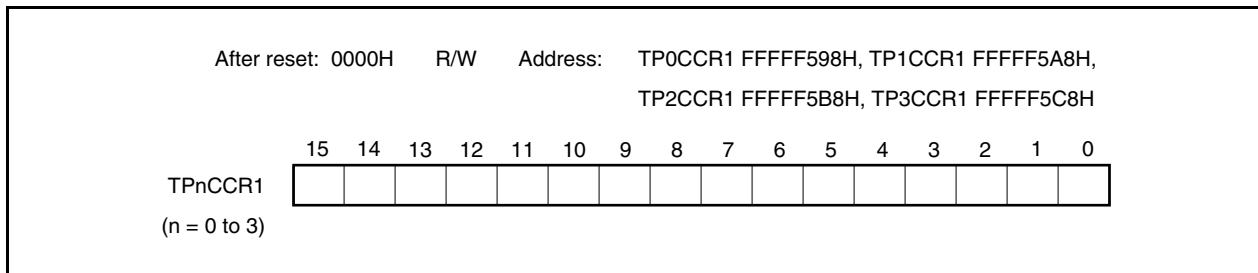 After reset: 0000H R/W Address: TP0CCR1 FFFFF598H, TP1CCR1 FFFFF5A8H,
TP2CCR1 FFFFF5B8H, TP3CCR1 FFFFF5C8H
15 14 13 12 11 10 9 8 7 6 5 4 3 2 1 0
TPnCCR1
(n = 0 to 3)